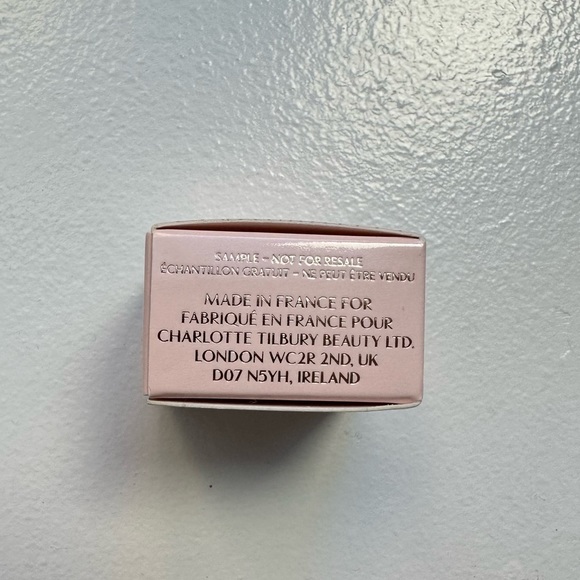 SAMPLE – NOT FOR RESALE
ÉCHANTILLON GRATUIT – NE PEUT ÊTRE VENDU
MADE IN FRANCE FOR
FABRIQUÉ EN FRANCE POUR
CHARLOTTE TILBURY BEAUTY LTD.
LONDON WC2R 2ND, UK
D07 N5YH, IRELAND